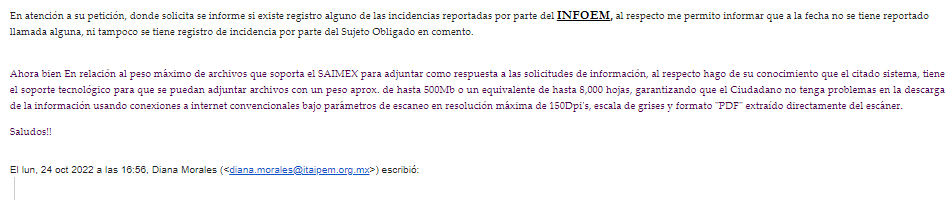 En atención a su petición, donde solicita se informe si existe registro alguno de las incidencias reportadas por parte del INFOEM, al respecto me permito informar que a la fecha no se tiene reportado
llamada alguna, ni tampoco se tiene registro de incidencia por parte del Sujeto Obligado en comento.
Ahora bien En relación al peso máximo de archivos que soporta el SAIMEX para adjuntar como respuesta a las solicitudes de información, al respecto hago de su conocimiento que el citado sistema, tiene
el soporte tecnológico para que se puedan adjuntar archivos con un peso aprox. de hasta 500Mb o un equivalente de hasta 8,000 hojas, garantizando que el Ciudadano no tenga problemas en la descarga
de la información usando conexiones a internet convencionales bajo parámetros de escaneo en resolución máxima de 150Dpi's, escala de grises y formato "PDF" extraído directamente del escáner.
Saludos!!
El lun, 24 oct 2022 a las 16:56, Diana Morales (<diana.morales@itaipem.org.mx>) escribió: